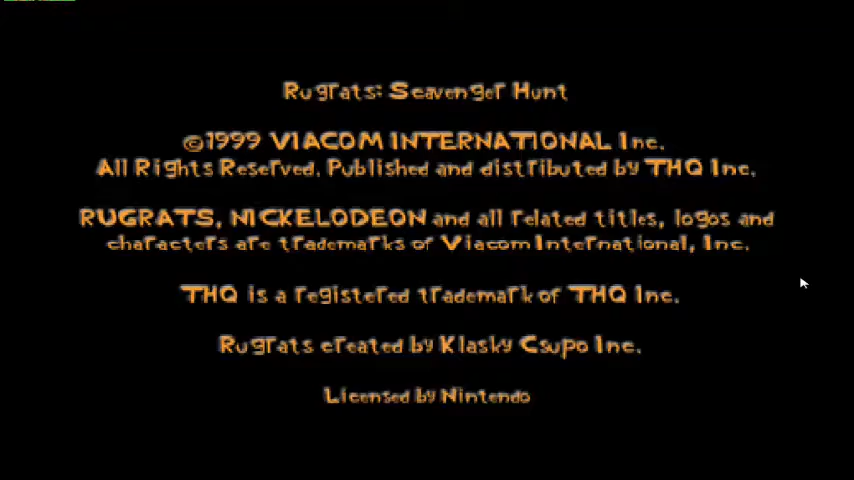 Rugrats: Scavenger Hunt
©1999 VIACOM INTERNATIONAL Inc.
All Rights Reserved. Published and distributed by THQ Inc.
RUGRATS, NICKELODEON and all related titles, logos and
characters are trademarks of Viacom International, Inc.
THQ is a registered trademark of THQ Inc.
Rugrats created by Klasky Csupo Inc.
Licensed by Nintendo